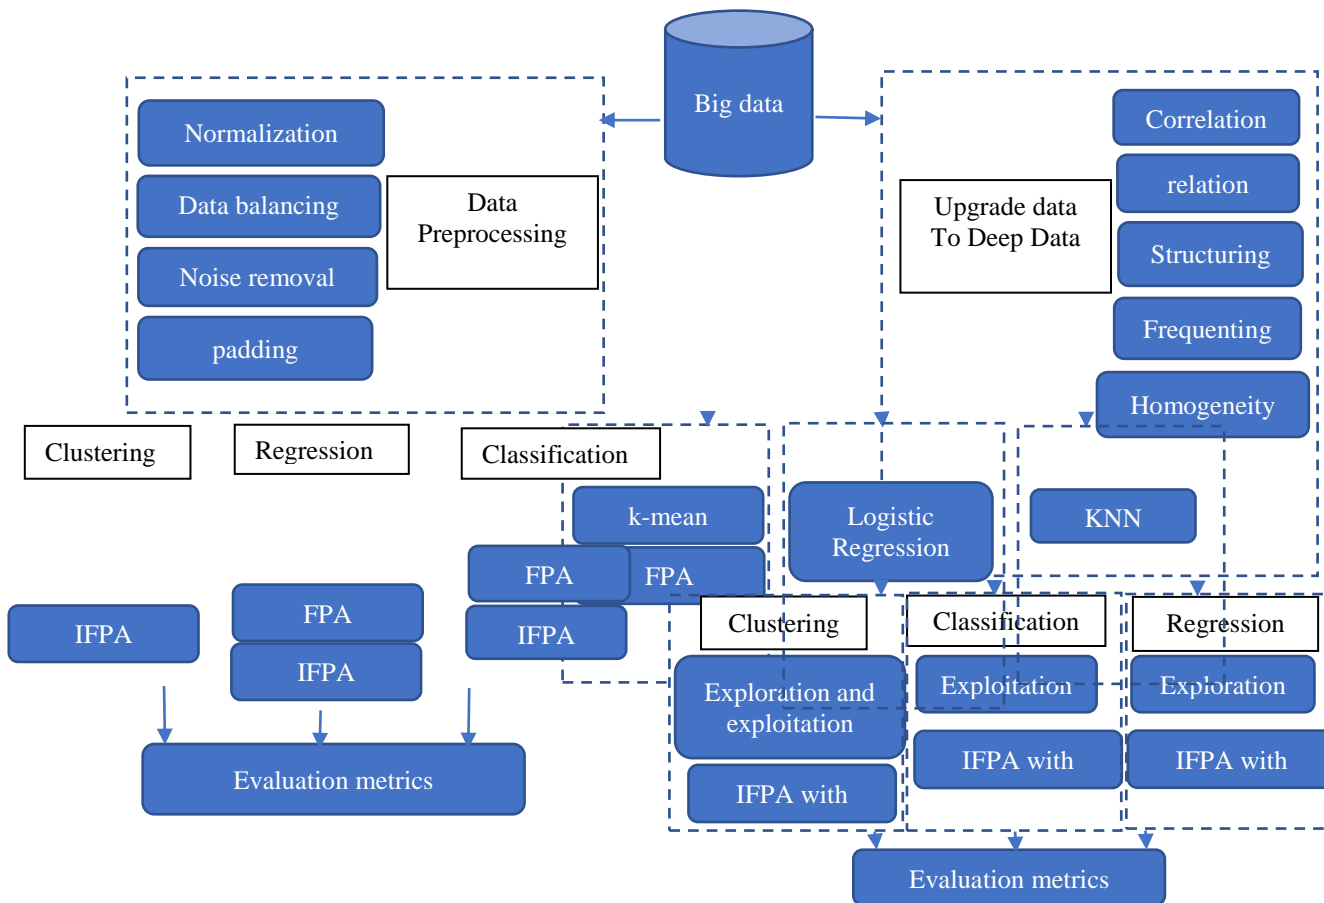 Big data
Normalization
Data balancing
Noise removal
padding
Data
Preprocessing
Upgrade data
To Deep Data
Correlation
relation
Structuring
Frequenting
Homogeneity
Clustering
Regression
Classification
k-mean
FPA
FPA
IFPA
Logistic
Regression
KNN
IFPA
FPA
IFPA
Evaluation metrics
Clustering
Classification
Regression
Exploration and
exploitation
IFPA with
Exploitation
IFPA with
Exploration
IFPA with
Evaluation metrics